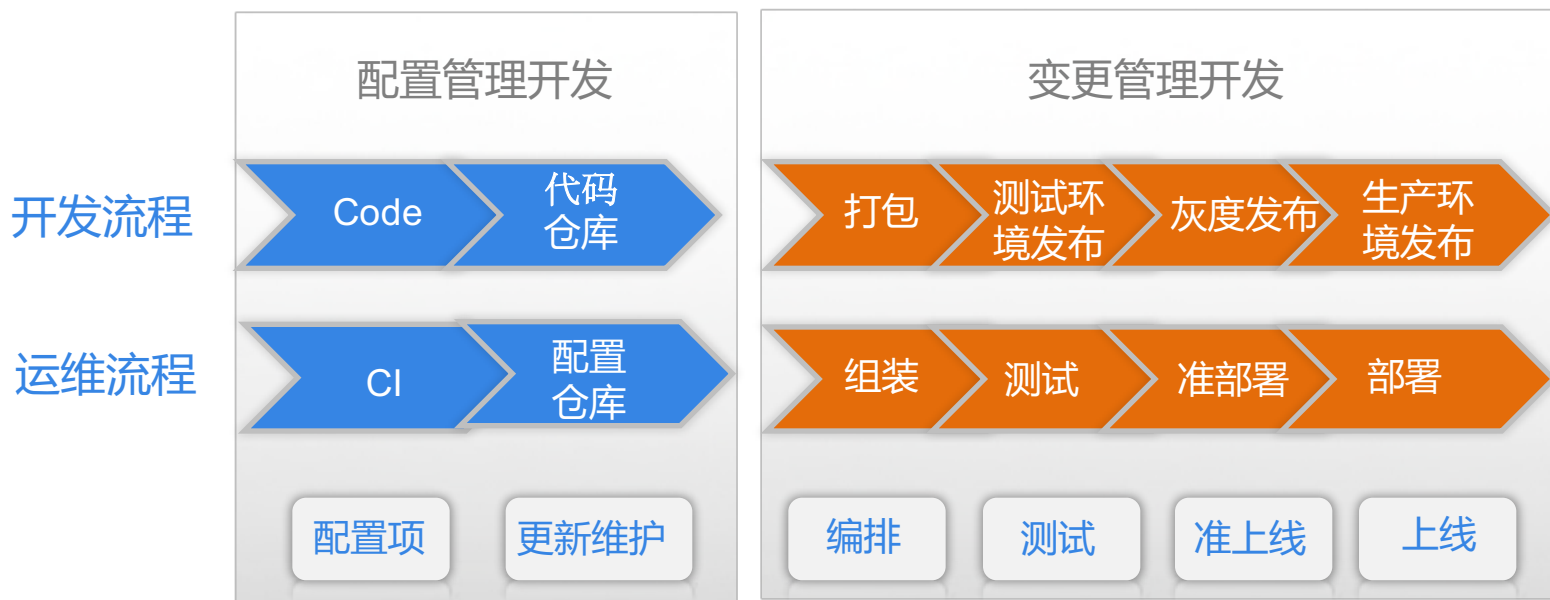 配置管理开发
变更管理开发
开发流程
Code
代码
仓库
打包
测试环
境发布
灰度发布
生产环
境发布
运维流程
CI
配置
仓库
组装
测试
准部署
部署
配置项
更新维护
编排
测试
准上线
上线